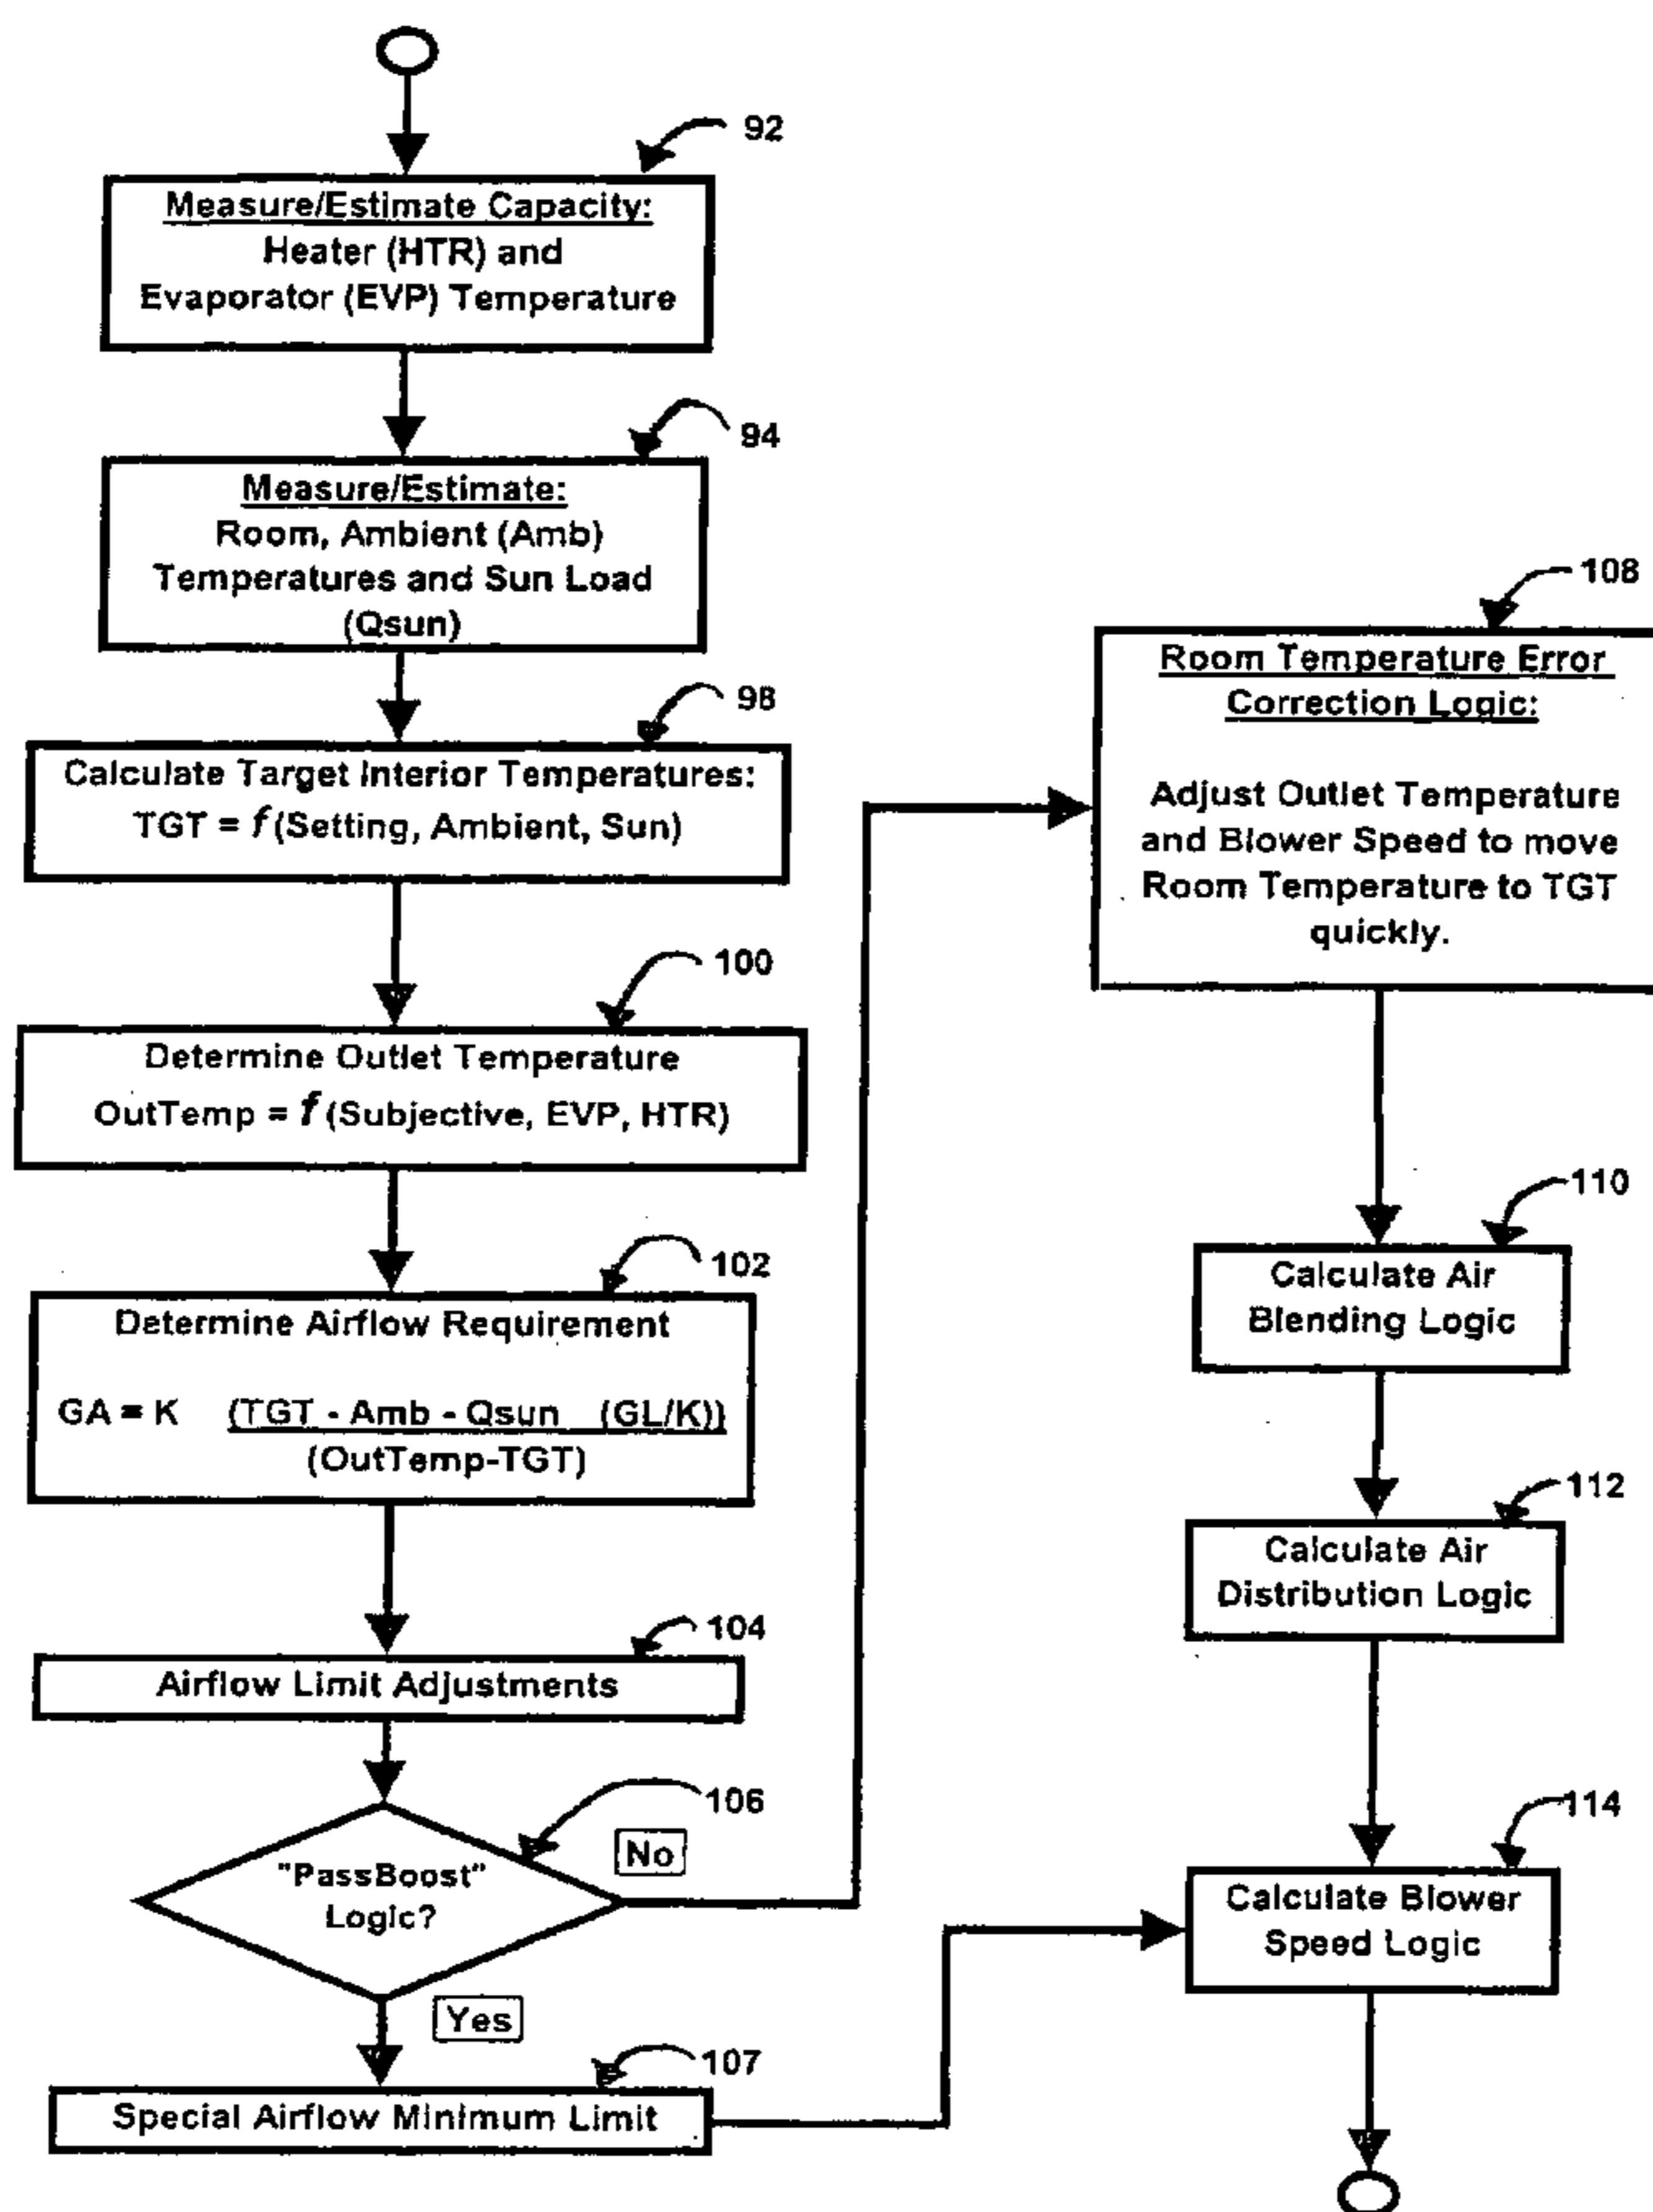 92
Measure/Estimate Capacity:
Heater (HTR) and
Evaporator (EVP) Temperature
94
Measure/Estimate:
Room, Ambient (Amb)
Temperatures and Sun Load
(Qsun)
98
Calculate Target Interior Temperatures:
TGT = f (Setting, Ambient, Sun)
100
Determine Outlet Temperature
OutTemp = f (Subjective, EVP, HTR)
102
Determine Airflow Requirement
GA = K (TGT - Amb - Qsun (GL/K))
(OutTemp-TGT)
104
Airflow Limit Adjustments
106
"PassBoost"
Logic?
No
Yes
107
Special Airflow Minimum Limit
108
Room Temperature Error
Correction Logic:
Adjust Outlet Temperature
and Blower Speed to move
Room Temperature to TGT
quickly.
110
Calculate Air
Blending Logic
112
Calculate Air
Distribution Logic
114
Calculate Blower
Speed Logic